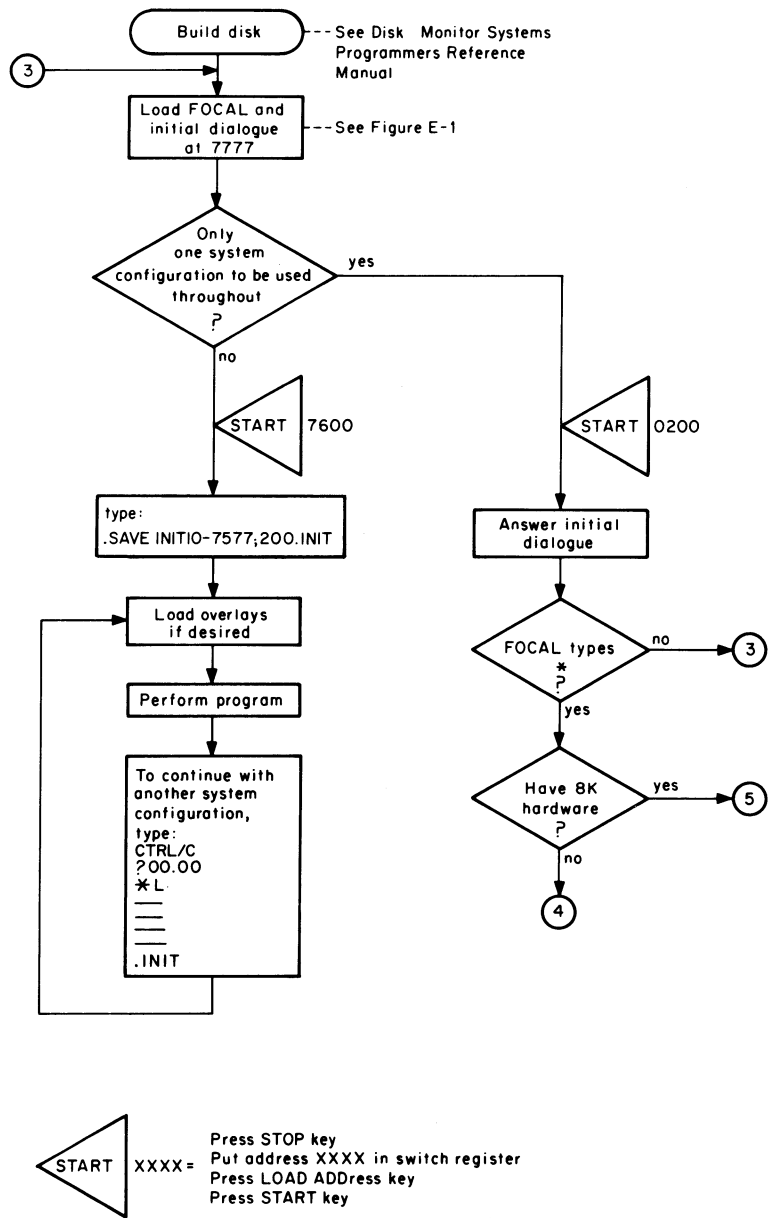 Build disk
See Disk Monitor Systems
Programmers Reference
Manual
3
Load FOCAL and
initial dialogue
at 7777
See Figure E-1
Only
one system
configuration to be used
throughout
?
yes
no
START 7600
START 0200
type:
.SAVE INIT!0-7577;200.INIT
Answer initial
dialogue
Load overlays
if desired
FOCAL types
*
?
no
3
yes
Perform program
To continue with
another system
configuration,
type:
CTRL/C
?00.00
*L
.INIT
Have 8K
hardware
?
yes
5
no
4
START XXXX =
Press STOP key
Put address XXXX in switch register
Press LOAD ADDress key
Press START key